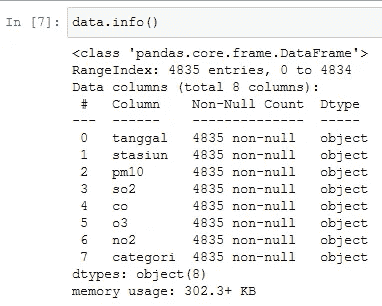 In [7]: data.info()
<class 'pandas.core.frame.DataFrame'>
RangeIndex: 4835 entries, 0 to 4834
Data columns (total 8 columns):
 #   Column    Non-Null Count  Dtype
---  ------    --------------  -----
 0   tanggal   4835 non-null   object
 1   stasiun   4835 non-null   object
 2   pm10      4835 non-null   object
 3   so2       4835 non-null   object
 4   co        4835 non-null   object
 5   o3        4835 non-null   object
 6   no2       4835 non-null   object
 7   categori  4835 non-null   object
dtypes: object(8)
memory usage: 302.3+ KB